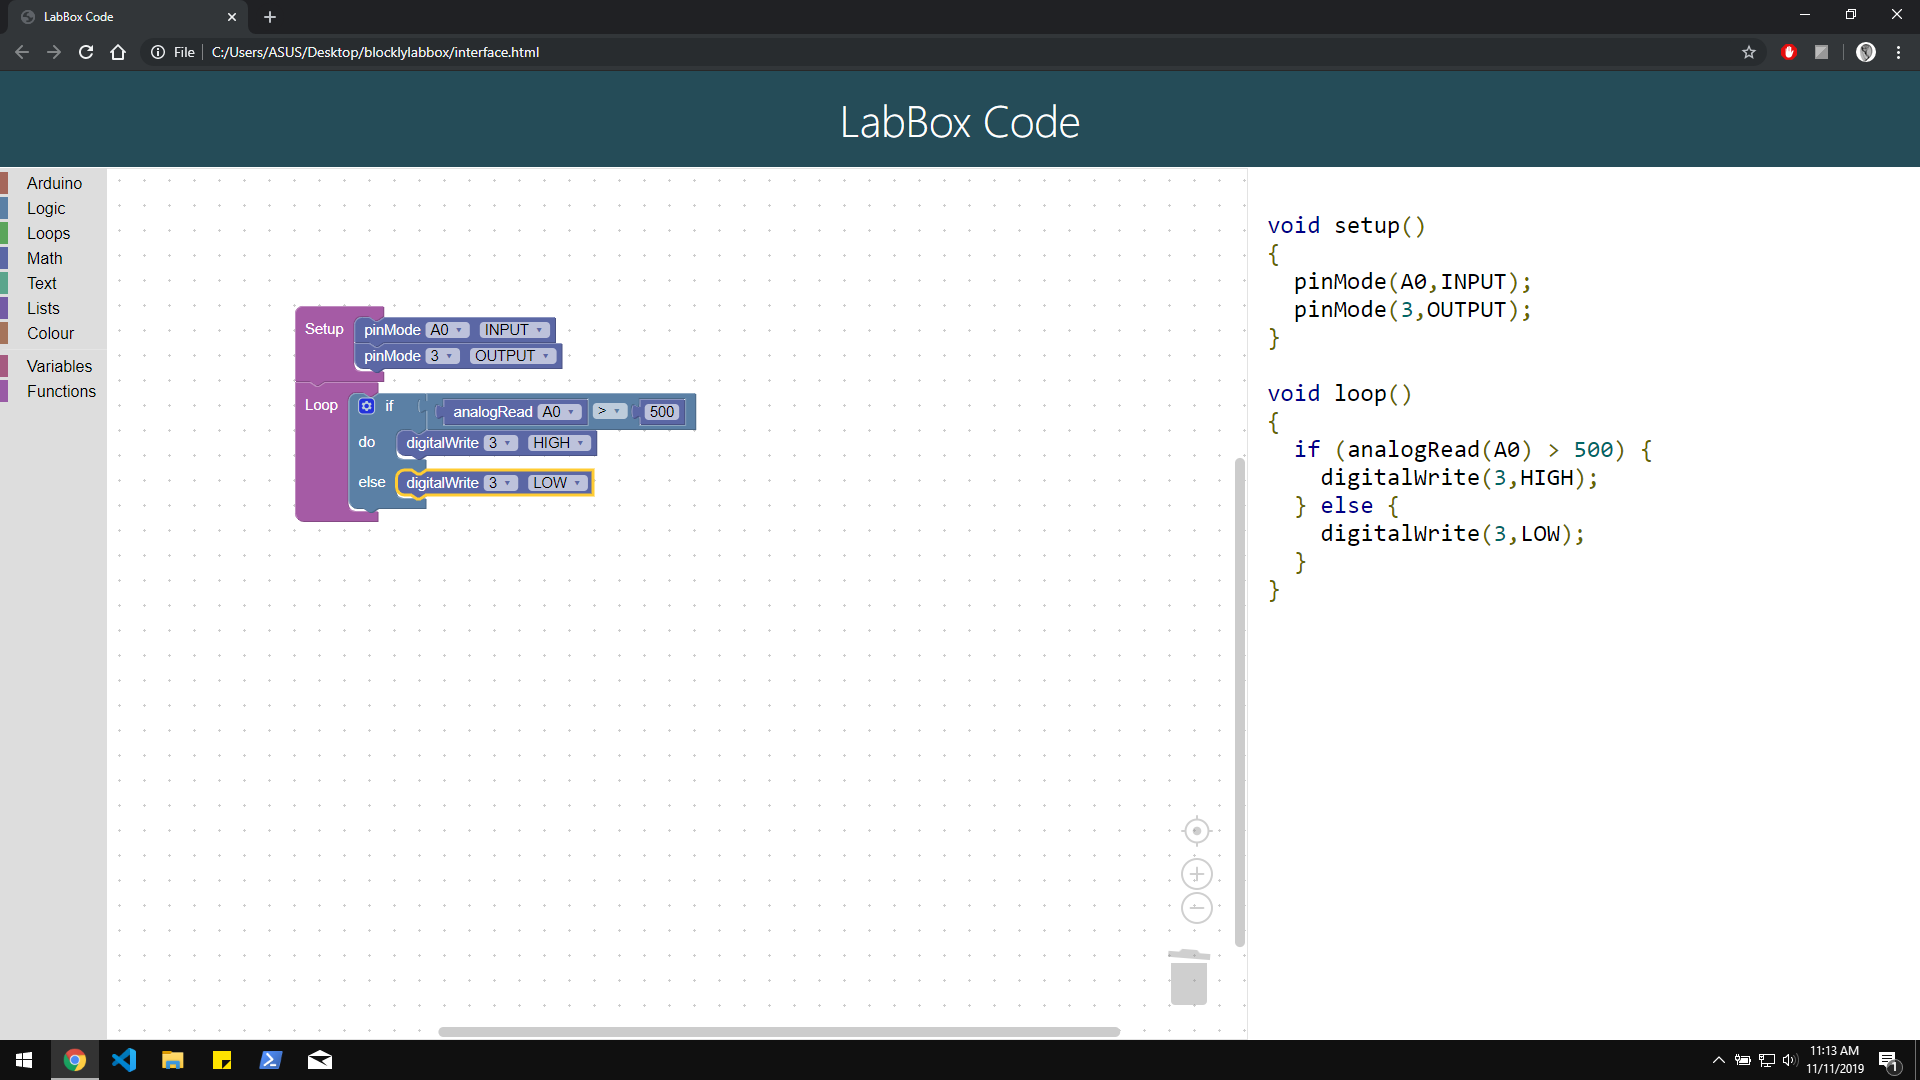 LabBox Code
File
C:/Users/ASUS/Desktop/blocklylabbox/interface.html
LabBox Code
Arduino
Logic
Loops
Math
Text
Lists
Colour
Variables
Functions
Setup pinMode A0 INPUT
pinMode 3 OUTPUT
Loop if analogRead A0 > 500
do digitalWrite 3 HIGH
else digitalWrite 3 LOW
void setup()
{
  pinMode(A0,INPUT);
  pinMode(3,OUTPUT);
}
void loop()
{
  if (analogRead(A0) > 500) {
    digitalWrite(3,HIGH);
  } else {
    digitalWrite(3,LOW);
  }
}
11:13 AM
11/11/2019
1